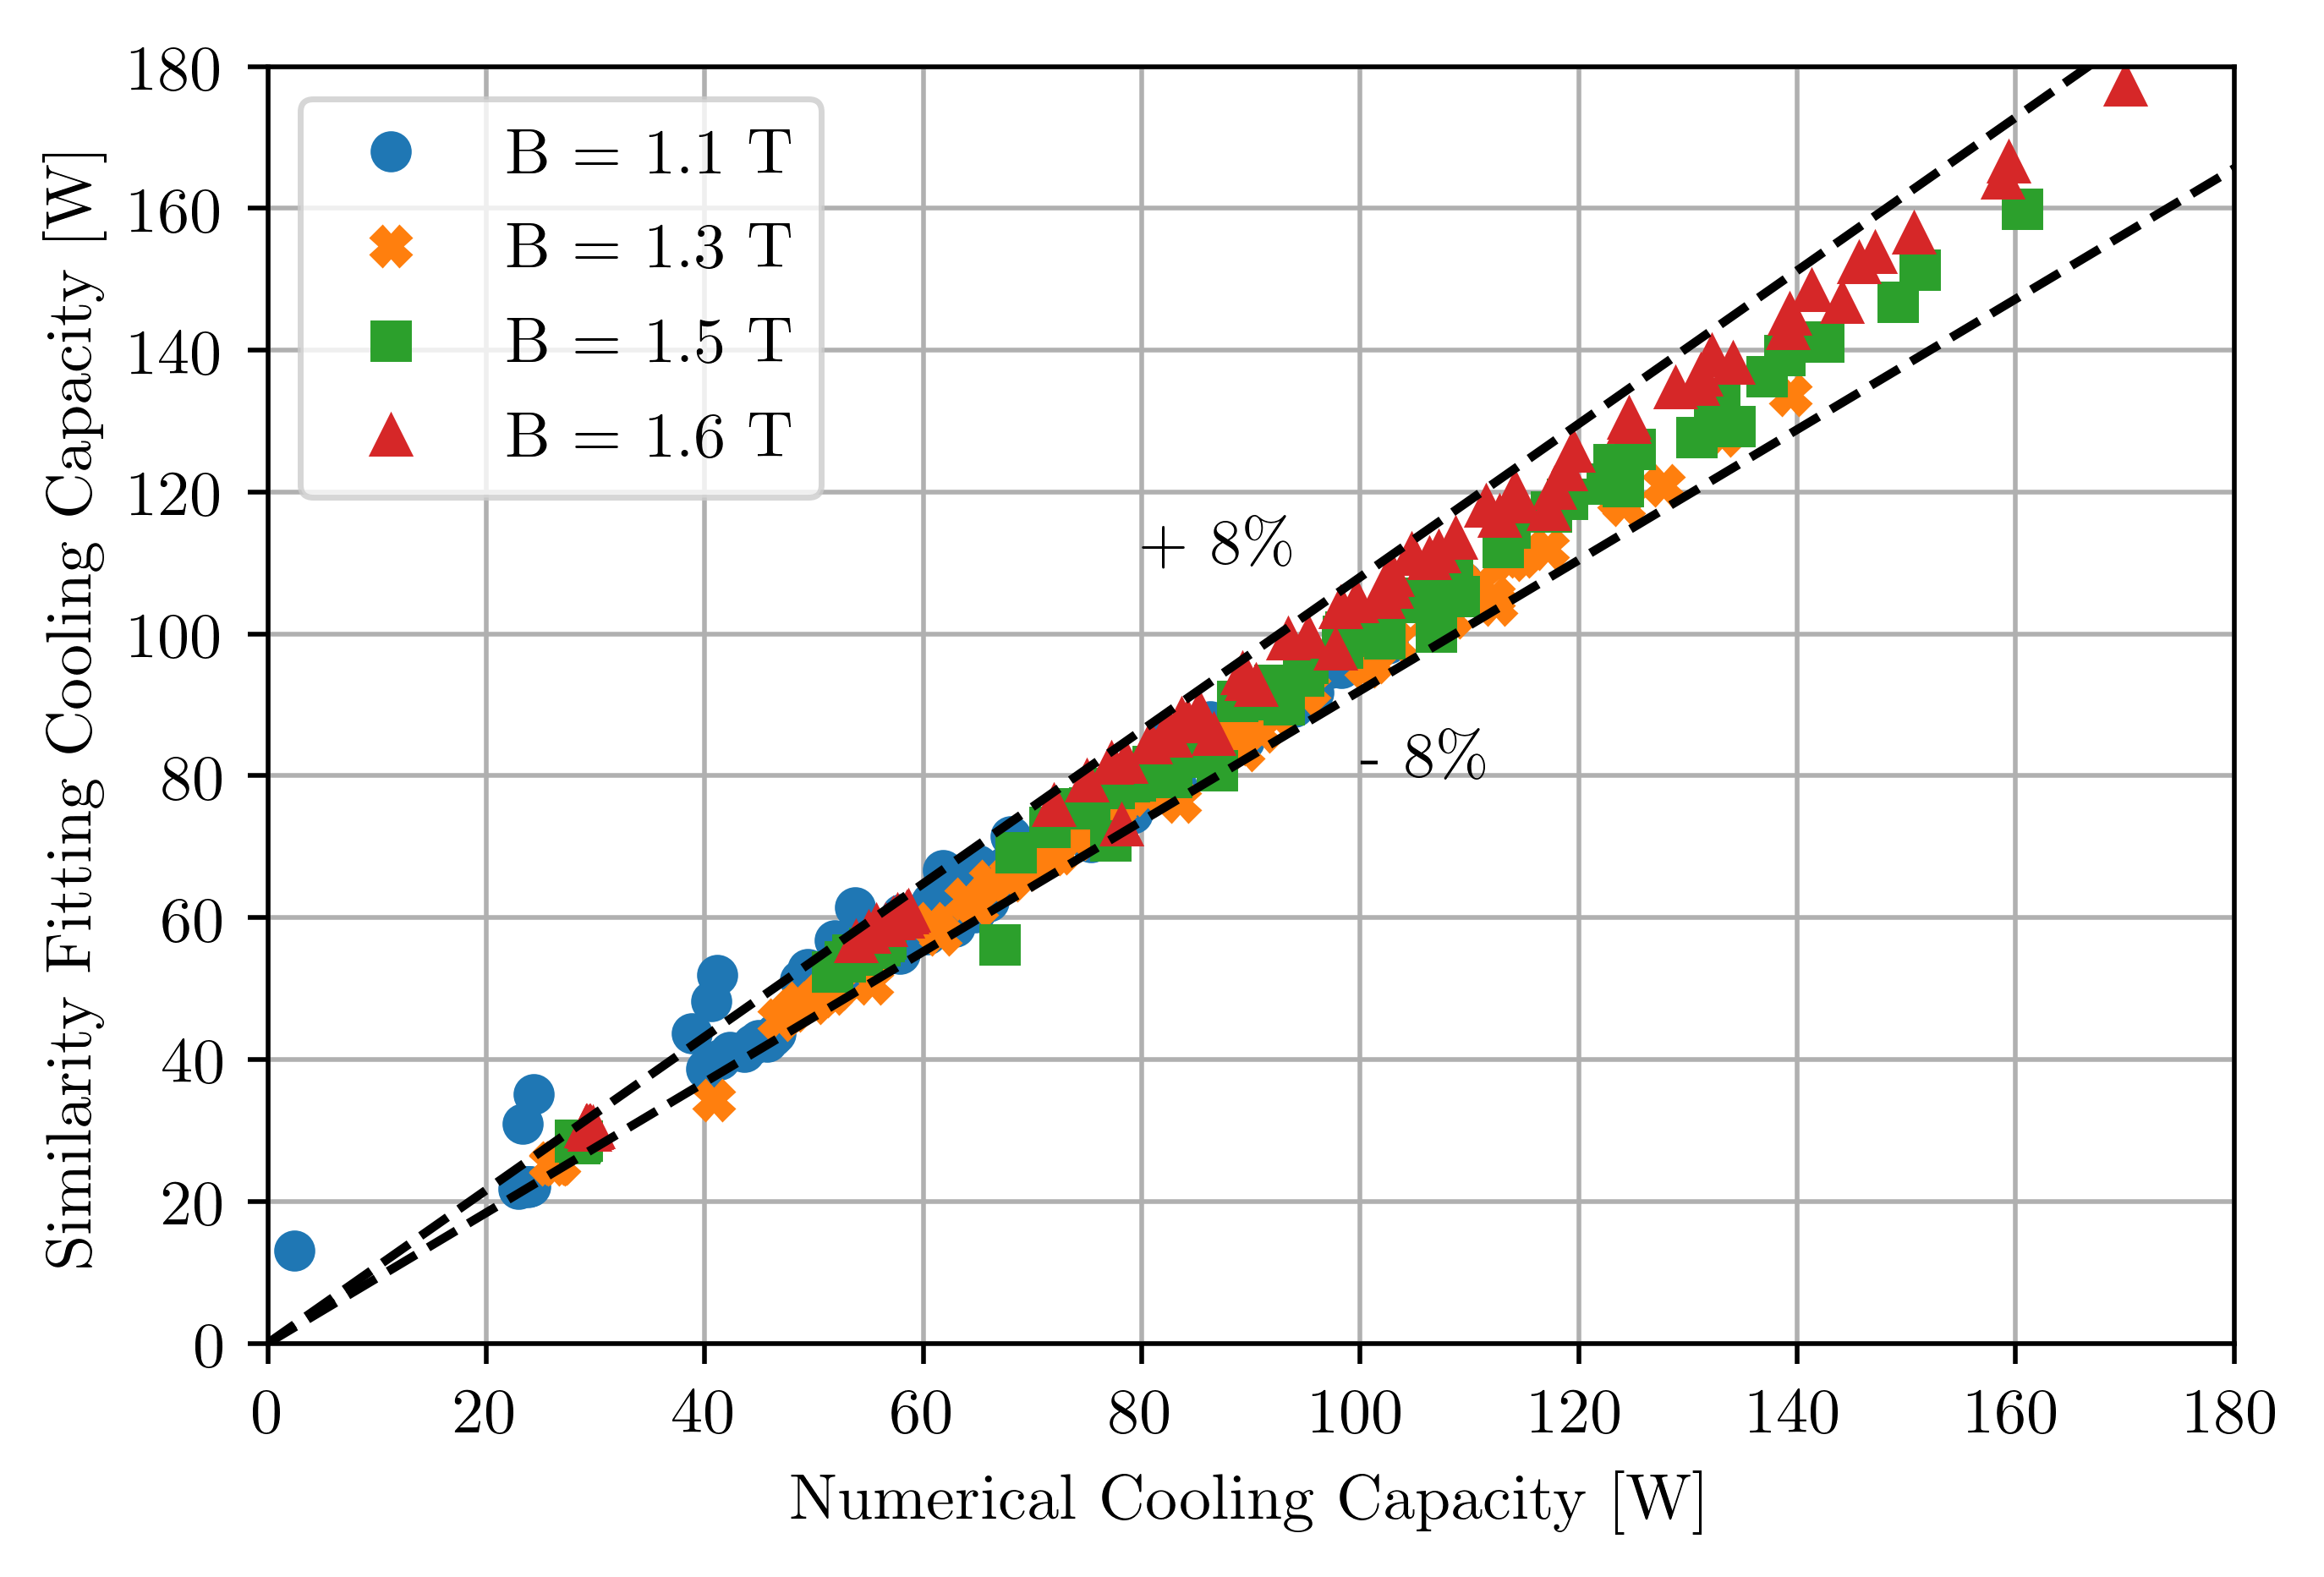 Similarity Fitting Cooling Capacity [W]
180
160
140
120
100
80
60
40
20
0
B = 1.1 T
B = 1.3 T
B = 1.5 T
B = 1.6 T
+ 8%
- 8%
0 20 40 60 80 100 120 140 160 180
Numerical Cooling Capacity [W]